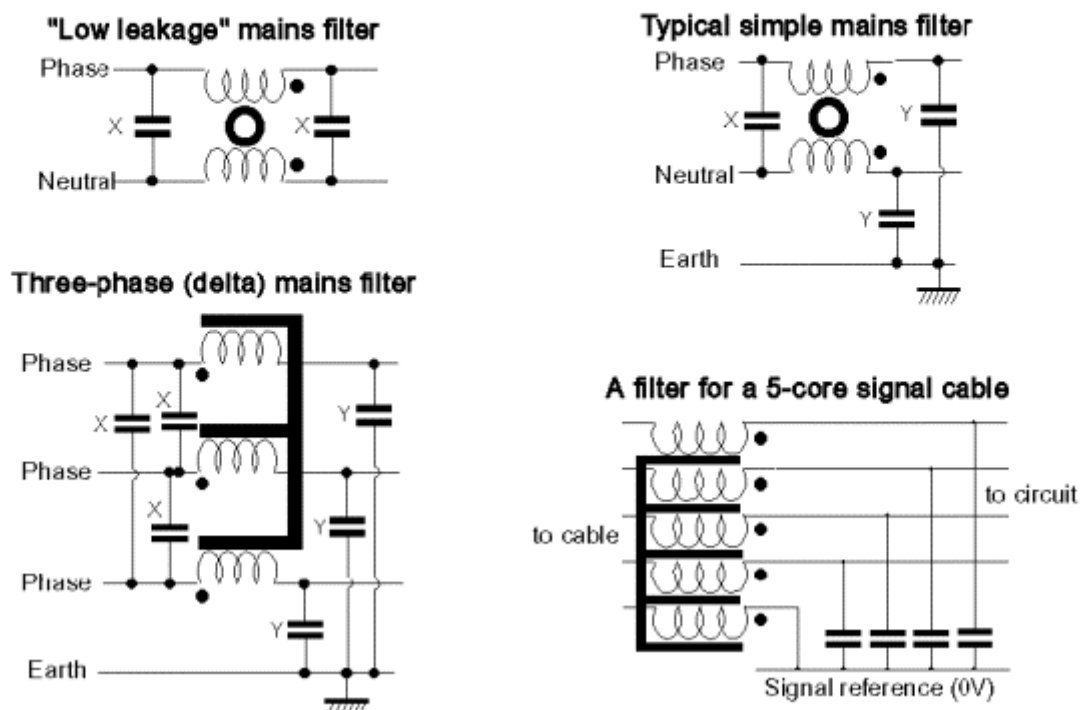 "Low leakage" mains filter
Phase
X
X
Neutral
Typical simple mains filter
Phase
X
Y
Neutral
Y
Earth
Three-phase (delta) mains filter
Phase
X
X
Y
Phase
X
Y
Phase
Y
Earth
A filter for a 5-core signal cable
to circuit
to cable
Signal reference (0V)